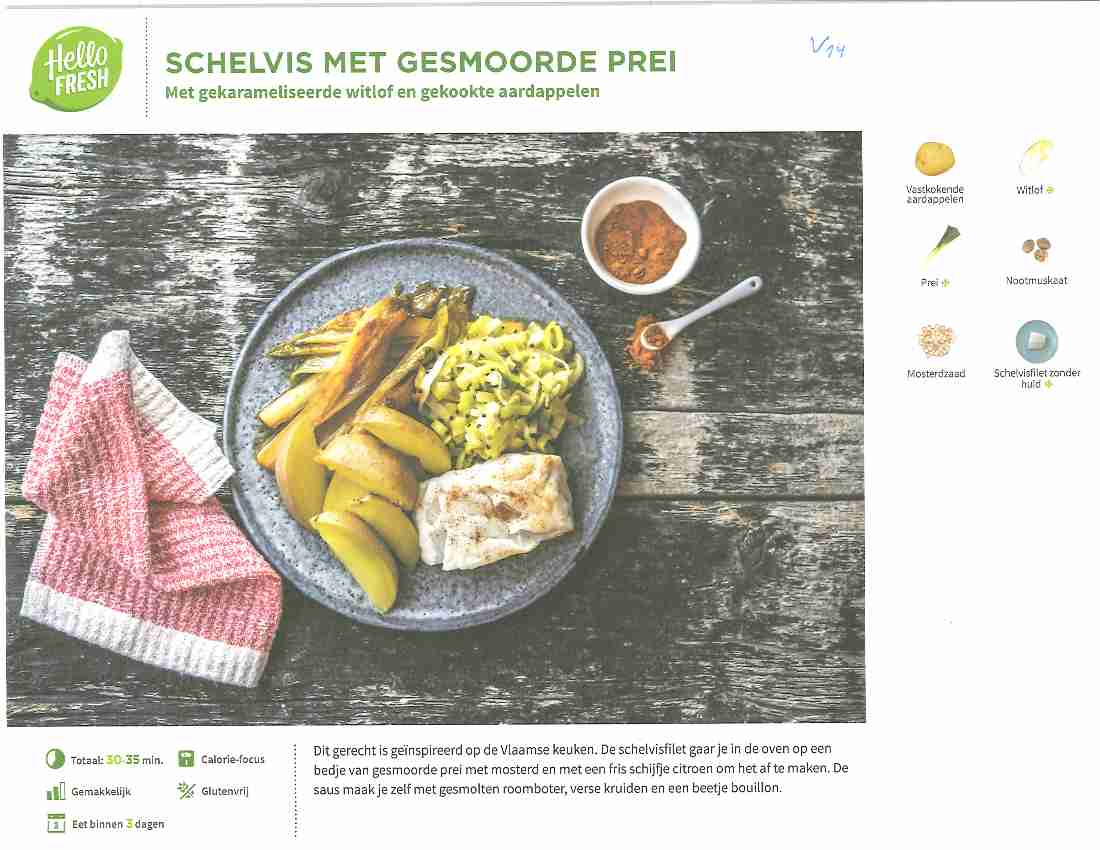 Hello
FRESH
SCHELVIS MET GESMOORDE PREI
Met gekarameliseerde witlof en gekookte aardappelen
V14
Vastkokende
aardappelen
Witlof
Prei
Nootmuskaat
Mosterdzaad
Schelvisfilet zonder
huid
Totaal: 30-35 min.
Calorie-focus
Gemakkelijk
Glutenvrij
3
Eet binnen 3 dagen
Dit gerecht is geïnspireerd op de Vlaamse keuken. De schelvisfilet gaar je in de oven op een
bedje van gesmoorde prei met mosterd en met een fris schijfje citroen om het af te maken. De
saus maak je zelf met gesmolten roomboter, verse kruiden en een beetje bouillon.